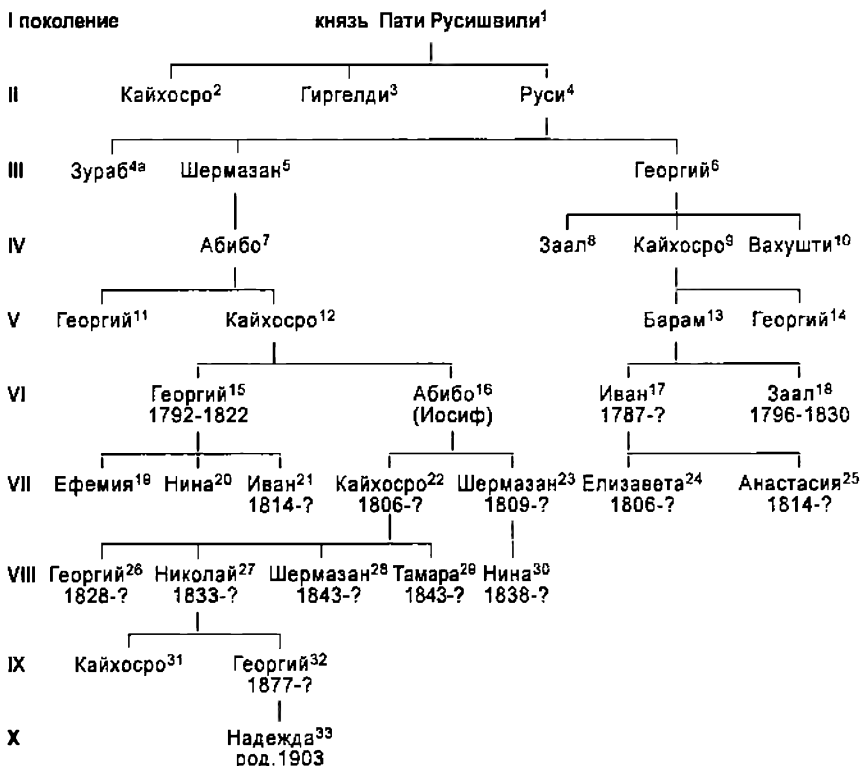 I поколение князь Пати Русишвили¹
II Кайхосро² Гиргелди³ Руси⁴
III Зураб⁴ᵃ Шермазан⁵ Георгий⁶
IV Абибо⁷ Заал⁸ Кайхосро⁹ Вахушти¹⁰
V Георгий¹¹ Кайхосро¹² Барам¹³ Георгий¹⁴
VI Георгий¹⁵ Абибо¹⁶ Иван¹⁷ Заал¹⁸
1792-1822 (Иосиф) 1787-? 1796-1830
VII Ефемия¹⁹ Нина²⁰ Иван²¹ Кайхосро²² Шермазан²³ Елизавета²⁴ Анастасия²⁵
1814-? 1806-? 1809-? 1806-? 1814-?
VIII Георгий²⁶ Николай²⁷ Шермазан²⁸ Тамара²⁹ Нина³⁰
1828-? 1833-? 1843-? 1843-? 1838-?
IX Кайхосро³¹ Георгий³²
1877-?
X Надежда³³
род.1903